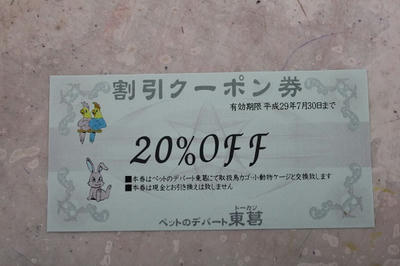 割引クーポン券
有効期限 平成29年7月30日まで
20%OFF
■本券はペットのデパート東葛にて取扱鳥カゴ・小動物ケージと交換致します
■本券は現金とお引き換えは致しません
トーカツ
ペットのデパート東葛